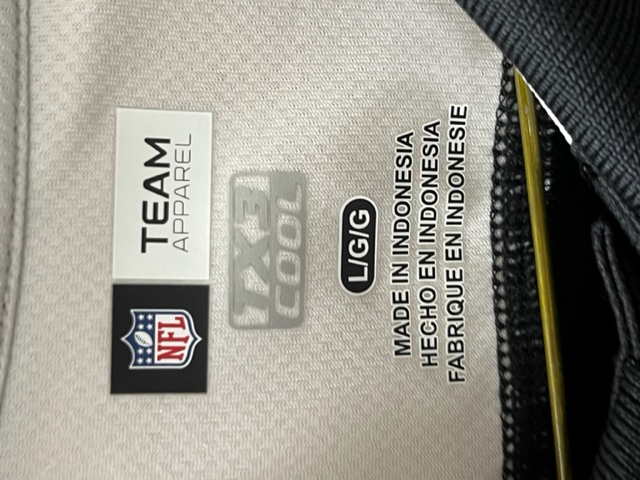 NFL
TEAM
APPAREL
TX3
COOL
L/G/G
MADE IN INDONESIA
HECHO EN INDONESIA
FABRIQUE EN INDONESIE